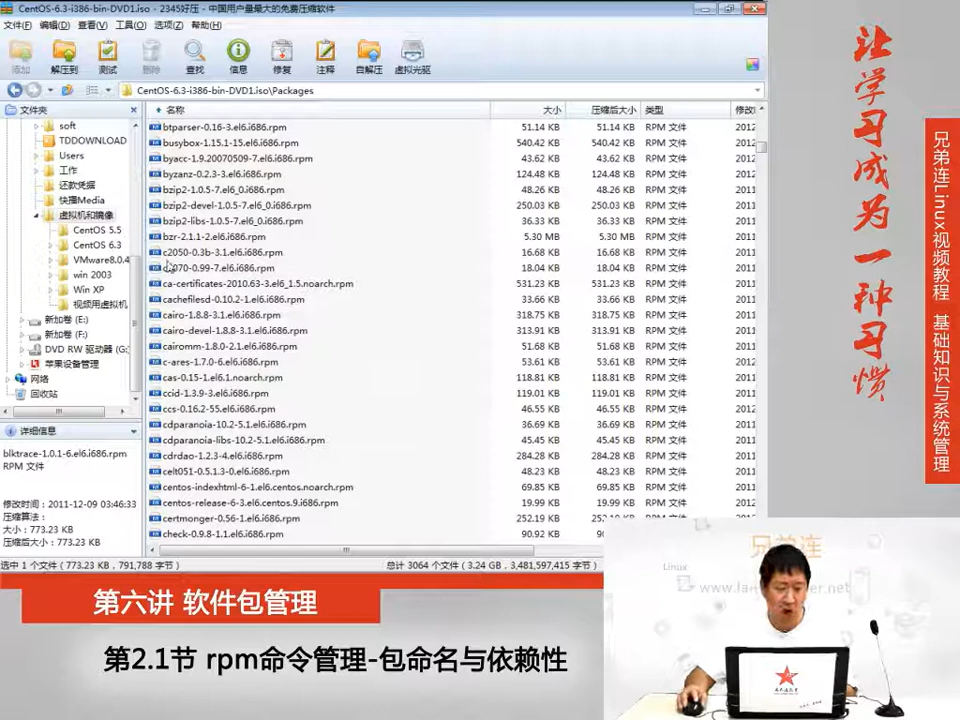 CentOS-6.3-i386-bin-DVD1.iso - 2345好压 - 中国用户量最大的免费压缩软件
文件(F) 编辑(D) 查看(V) 工具(O) 选项(Z) 帮助(H)
添加 解压到 测试 删除 查找 信息 修复 注释 自解压 虚拟光驱
CentOS-6.3-i386-bin-DVD1.iso\Packages
文件夹
soft
TDDOWNLOAD
Users
工作
还款凭据
快播Media
虚拟机和镜像
CentOS 5.5
CentOS 6.3
VMware8.0.4
win 2003
Win XP
视频用虚拟机
新加卷 (E:)
新加卷 (F:)
DVD RW 驱动器 (G:
苹果设备管理
网络
回收站
详细信息
blktrace-1.0.1-6.el6.i686.rpm
RPM 文件
修改时间：2011-12-09 03:46:33
压缩算法：
大小：773.23 KB
压缩后大小：773.23 KB
名称 大小 压缩后大小 类型 修改
btparser-0.16-3.el6.i686.rpm 51.14 KB 51.14 KB RPM 文件 2012
busybox-1.15.1-15.el6.i686.rpm 540.42 KB 540.42 KB RPM 文件 2012
byacc-1.9.20070509-7.el6.i686.rpm 43.62 KB 43.62 KB RPM 文件 2011
byzanz-0.2.3-3.el6.i686.rpm 124.48 KB 124.48 KB RPM 文件 2011
bzip2-1.0.5-7.el6_0.i686.rpm 48.26 KB 48.26 KB RPM 文件 2011
bzip2-devel-1.0.5-7.el6_0.i686.rpm 250.03 KB 250.03 KB RPM 文件 2011
bzip2-libs-1.0.5-7.el6_0.i686.rpm 36.33 KB 36.33 KB RPM 文件 2011
bzr-2.1.1-2.el6.i686.rpm 5.30 MB 5.30 MB RPM 文件 2011
c2050-0.3b-3.1.el6.i686.rpm 16.68 KB 16.68 KB RPM 文件 2011
c2070-0.99-7.el6.i686.rpm 18.04 KB 18.04 KB RPM 文件 2011
ca-certificates-2010.63-3.el6_1.5.noarch.rpm 531.23 KB 531.23 KB RPM 文件 2011
cachefilesd-0.10.2-1.el6.i686.rpm 33.66 KB 33.66 KB RPM 文件 2011
cairo-1.8.8-3.1.el6.i686.rpm 318.75 KB 318.75 KB RPM 文件 2011
cairo-devel-1.8.8-3.1.el6.i686.rpm 313.91 KB 313.91 KB RPM 文件 2011
cairomm-1.8.0-2.1.el6.i686.rpm 51.68 KB 51.68 KB RPM 文件 2011
c-ares-1.7.0-6.el6.i686.rpm 53.61 KB 53.61 KB RPM 文件 2011
cas-0.15-1.el6.1.noarch.rpm 118.81 KB 118.81 KB RPM 文件 2011
ccid-1.3.9-3.el6.i686.rpm 119.01 KB 119.01 KB RPM 文件 2011
ccs-0.16.2-55.el6.i686.rpm 46.55 KB 46.55 KB RPM 文件 2012
cdparanoia-10.2-5.1.el6.i686.rpm 36.69 KB 36.69 KB RPM 文件 2011
cdparanoia-libs-10.2-5.1.el6.i686.rpm 45.45 KB 45.45 KB RPM 文件 2011
cdrdao-1.2.3-4.el6.i686.rpm 284.28 KB 284.28 KB RPM 文件 2011
celt051-0.5.1.3-0.el6.i686.rpm 48.23 KB 48.23 KB RPM 文件 2011
centos-indexhtml-6-1.el6.centos.noarch.rpm 69.85 KB 69.85 KB RPM 文件 2011
centos-release-6-3.el6.centos.9.i686.rpm 19.99 KB 19.99 KB RPM 文件 2012
certmonger-0.56-1.el6.i686.rpm 252.19 KB RPM 文件
check-0.9.8-1.1.el6.i686.rpm 90.92 KB
选中 1 个文件 (773.23 KB，791,788 字节) 总计 3064 个文件 (3.24 GB，3,481,597,415 字节)
让学习成为一种习惯
兄弟连Linux视频教程 基础知识与系统管理
第六讲 软件包管理
第2.1节 rpm命令管理-包命名与依赖性
兄弟连
Linux